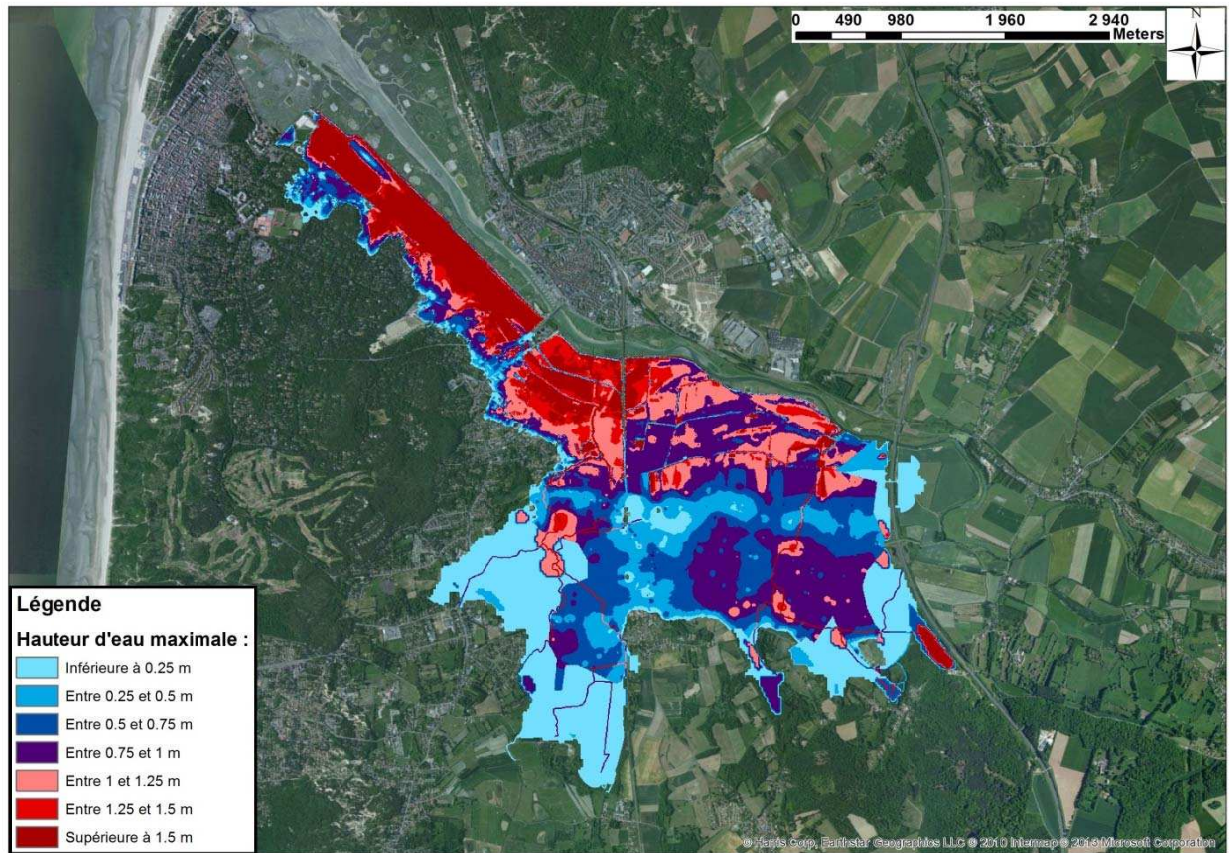 0 490 980 1 960 2 940
Meters
N
Légende
Hauteur d'eau maximale :
Inférieure à 0.25 m
Entre 0.25 et 0.5 m
Entre 0.5 et 0.75 m
Entre 0.75 et 1 m
Entre 1 et 1.25 m
Entre 1.25 et 1.5 m
Supérieure à 1.5 m
© Harris Corp, Earthstar Geographics LLC © 2010 Intermap © 2013 Microsoft Corporation